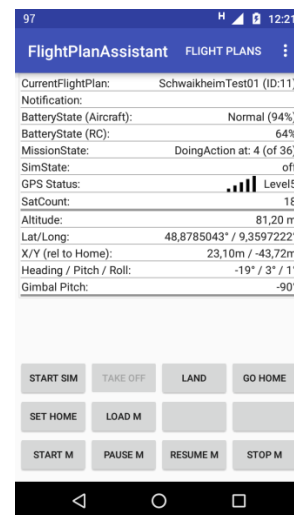 97 H 12:21
FlightPlanAssistant FLIGHT PLANS
CurrentFlightPlan: SchwaikheimTest01 (ID:11)
Notification:
BatteryState (Aircraft): Normal (94%)
BatteryState (RC): 64%
MissionState: DoingAction at: 4 (of 36)
SimState: off
GPS Status: Level5
SatCount: 18
Altitude: 81,20 m
Lat/Long: 48,8785043° / 9,3597222°
X/Y (rel to Home): 23,10m / -43,72m
Heading / Pitch / Roll: -19° / 3° / 1°
Gimbal Pitch: -90°
START SIM TAKE OFF LAND GO HOME
SET HOME LOAD M
START M PAUSE M RESUME M STOP M